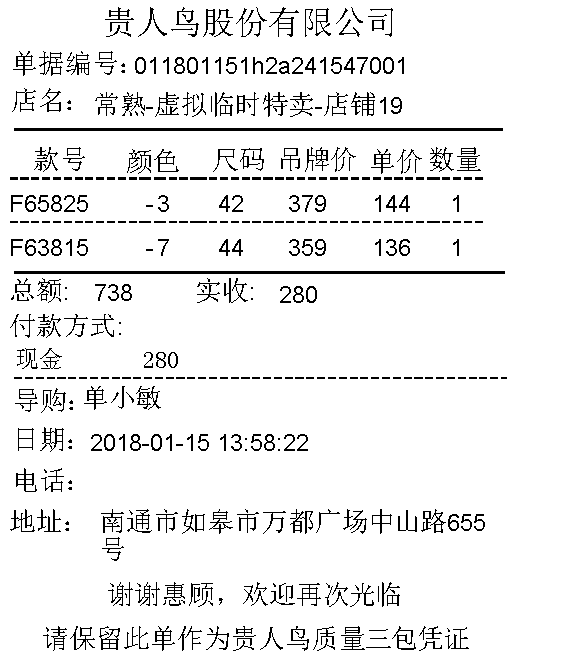 贵人鸟股份有限公司
单据编号：011801151h2a241547001
店名： 常熟-虚拟临时特卖-店铺19
款号 颜色 尺码 吊牌价 单价 数量
F65825 -3 42 379 144 1
F63815 -7 44 359 136 1
总额: 738 实收: 280
付款方式:
现金 280
导购：单小敏
日期：2018-01-15 13:58:22
电话：
地址： 南通市如皋市万都广场中山路655
号
谢谢惠顾，欢迎再次光临
请保留此单作为贵人鸟质量三包凭证